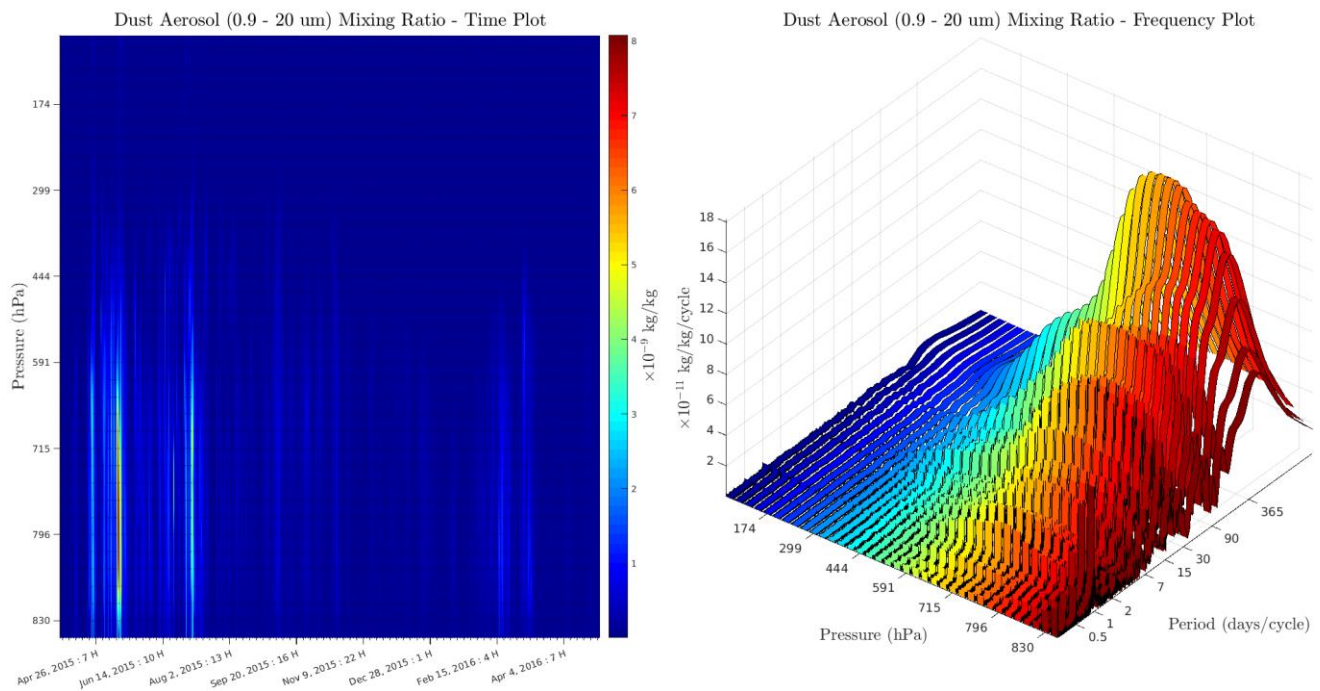 Dust Aerosol (0.9 - 20 um) Mixing Ratio - Time Plot
174
299
444
591
715
796
830
Pressure (hPa)
Apr 26, 2015 : 7 H
Jun 14, 2015 : 10 H
Aug 2, 2015 : 13 H
Sep 20, 2015 : 16 H
Nov 9, 2015 : 22 H
Dec 28, 2015 : 1 H
Feb 15, 2016 : 4 H
Apr 4, 2016 : 7 H
8
7
6
5
4
3
2
1
×10⁻⁹ kg/kg
Dust Aerosol (0.9 - 20 um) Mixing Ratio - Frequency Plot
18
16
14
12
10
8
6
4
2
×10⁻¹¹ kg/kg/cycle
174
299
444
591
715
796
830
Pressure (hPa)
0.5
1
2
7
15
30
90
365
Period (days/cycle)